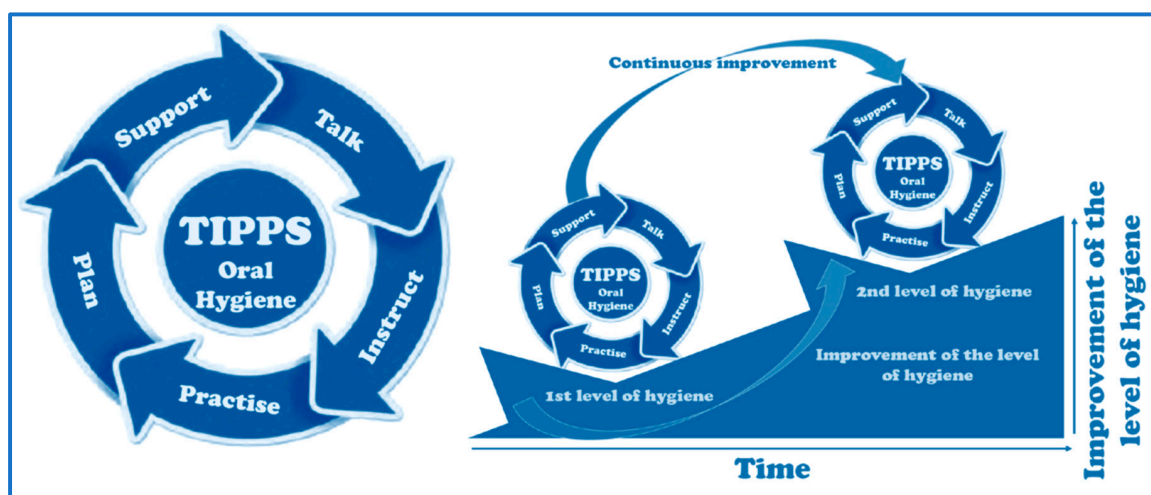 Support
Talk
Instruct
Practise
Plan
TIPPS
Oral
Hygiene
Continuous improvement
Support
Talk
Instruct
Practise
Plan
TIPPS
Oral
Hygiene
Support
Talk
Instruct
Practise
Plan
TIPPS
Oral
Hygiene
1st level of hygiene
2nd level of hygiene
Improvement of the level
of hygiene
Time
Improvement of the
level of hygiene